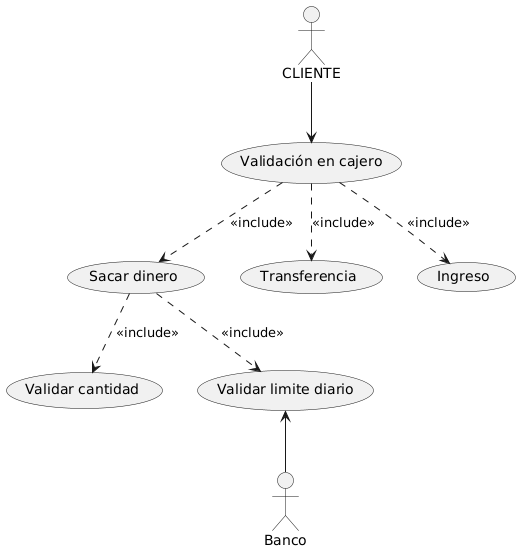 CLIENTE
Validación en cajero
«include»
«include»
«include»
Sacar dinero
Transferencia
Ingreso
«include»
«include»
Validar cantidad
Validar limite diario
Banco